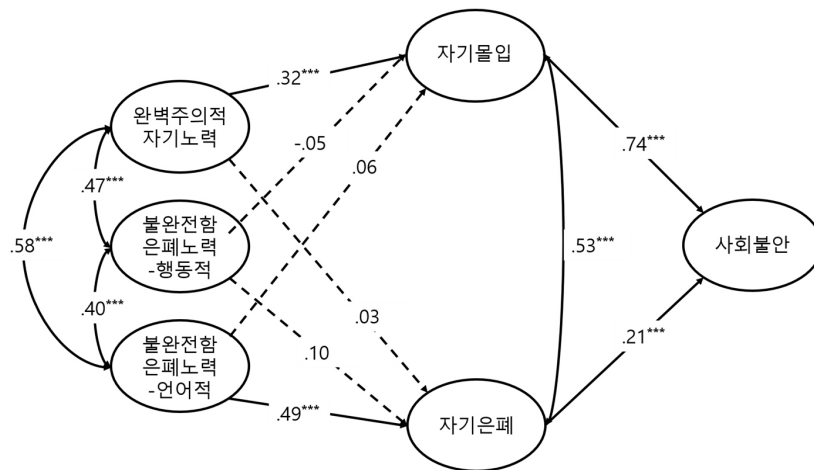 자기몰입
.32***
완벽주의적
자기노력
-.05
.74***
.06
.47***
불완전함
은폐노력
-행동적
.58***
.53***
사회불안
.40***
.03
불완전함
은폐노력
-언어적
.10
.21***
.49***
자기은폐